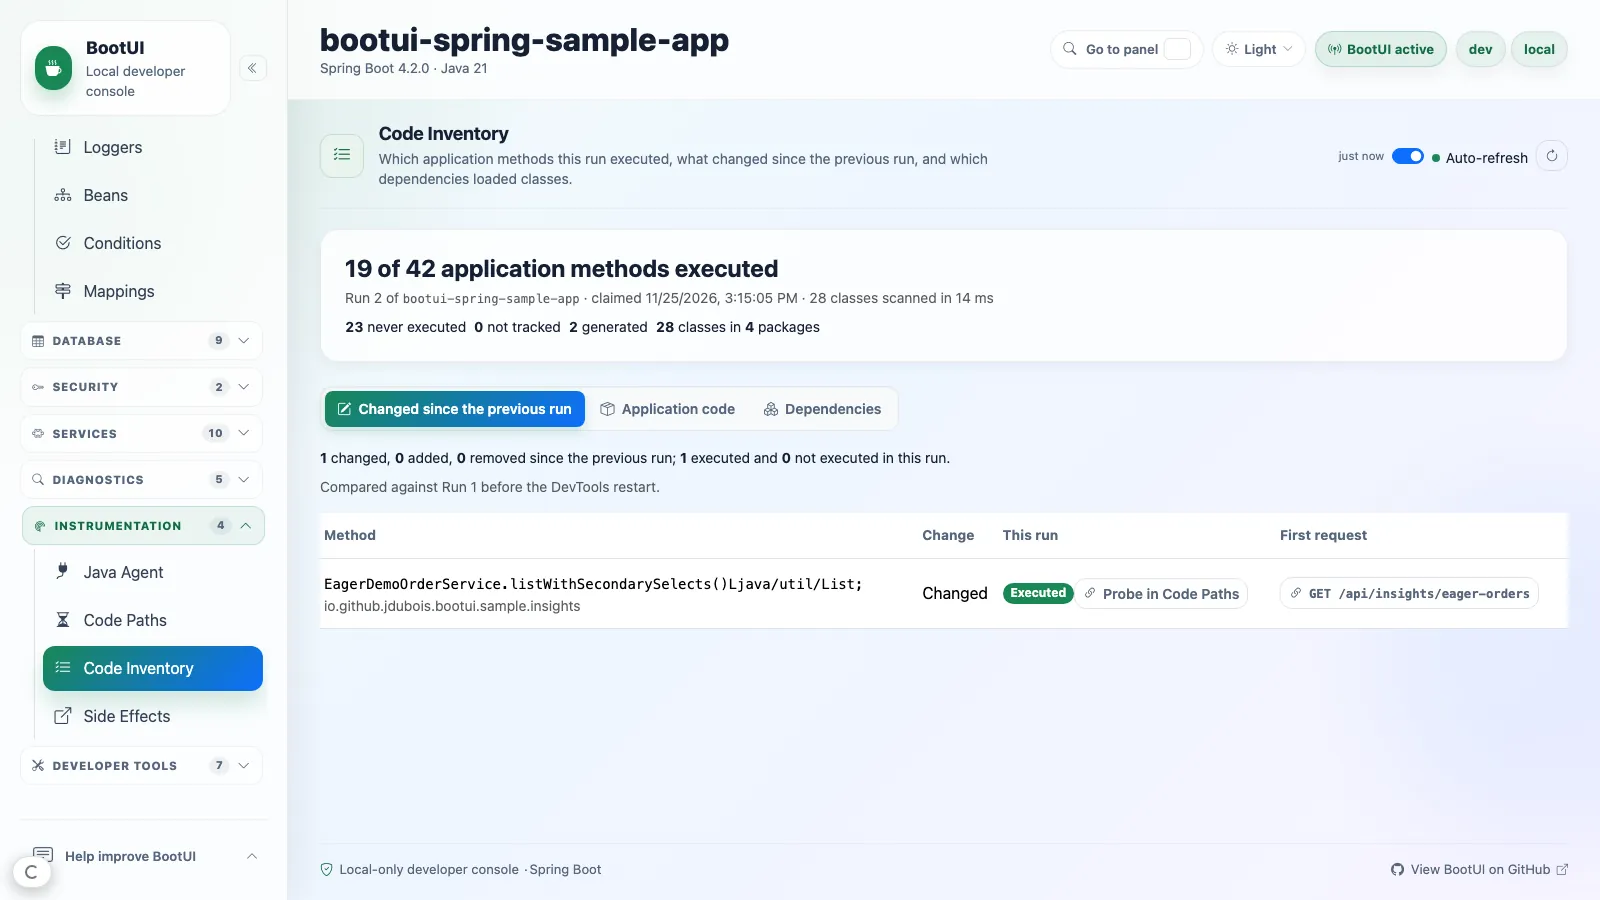 BootUI
Local developer
console
Loggers
Beans
Conditions
Mappings
DATABASE 9
SECURITY 2
SERVICES 10
DIAGNOSTICS 5
INSTRUMENTATION 4
Java Agent
Code Paths
Code Inventory
Side Effects
DEVELOPER TOOLS 7
Help improve BootUI
C
bootui-spring-sample-app
Spring Boot 4.2.0 · Java 21
Go to panel
Light
BootUI active
dev
local
Code Inventory
Which application methods this run executed, what changed since the previous run, and which
dependencies loaded classes.
just now
Auto-refresh
19 of 42 application methods executed
Run 2 of bootui-spring-sample-app · claimed 11/25/2026, 3:15:05 PM · 28 classes scanned in 14 ms
23 never executed 0 not tracked 2 generated 28 classes in 4 packages
Changed since the previous run
Application code
Dependencies
1 changed, 0 added, 0 removed since the previous run; 1 executed and 0 not executed in this run.
Compared against Run 1 before the DevTools restart.
Method Change This run First request
EagerDemoOrderService.listWithSecondarySelects()Ljava/util/List;
io.github.jdubois.bootui.sample.insights
Changed
Executed
Probe in Code Paths
GET /api/insights/eager-orders
Local-only developer console · Spring Boot
View BootUI on GitHub